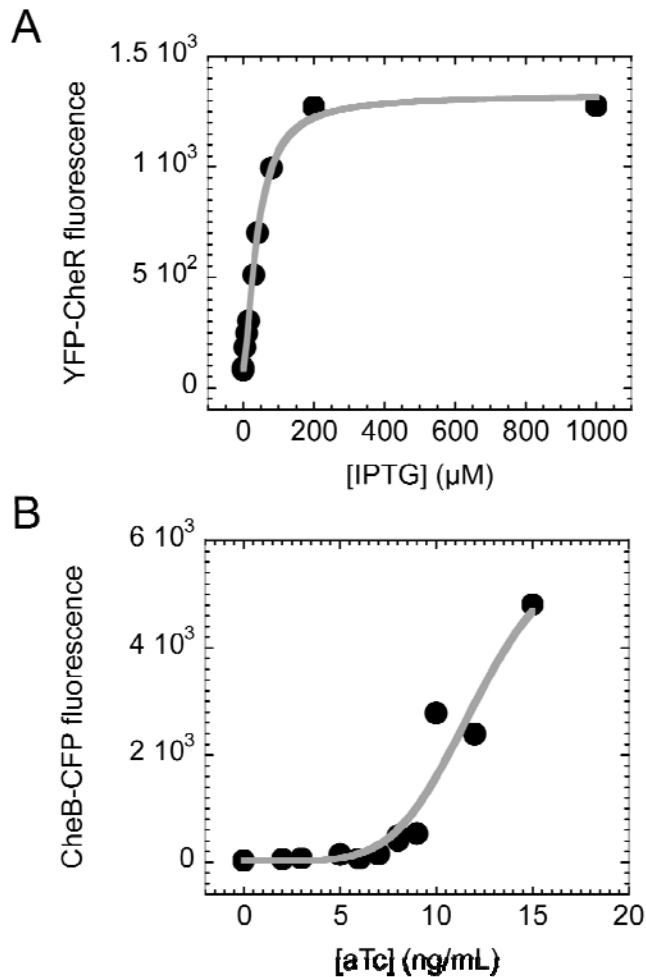 A
1.5 10³
1 10³
5 10²
0
YFP-CheR fluorescence
0 200 400 600 800 1000
[IPTG] (µM)
B
6 10³
4 10³
2 10³
0
CheB-CFP fluorescence
0 5 10 15 20
[aTc] (ng/mL)